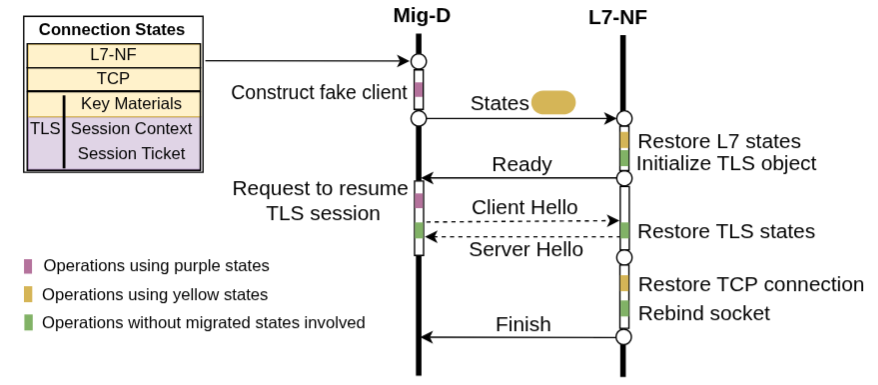 Mig-D
L7-NF
Connection States
L7-NF
TCP
Key Materials
TLS
Session Context
Session Ticket
Construct fake client
States
Restore L7 states
Initialize TLS object
Ready
Request to resume
TLS session
Client Hello
Server Hello
Restore TLS states
Operations using purple states
Operations using yellow states
Operations without migrated states involved
Restore TCP connection
Rebind socket
Finish